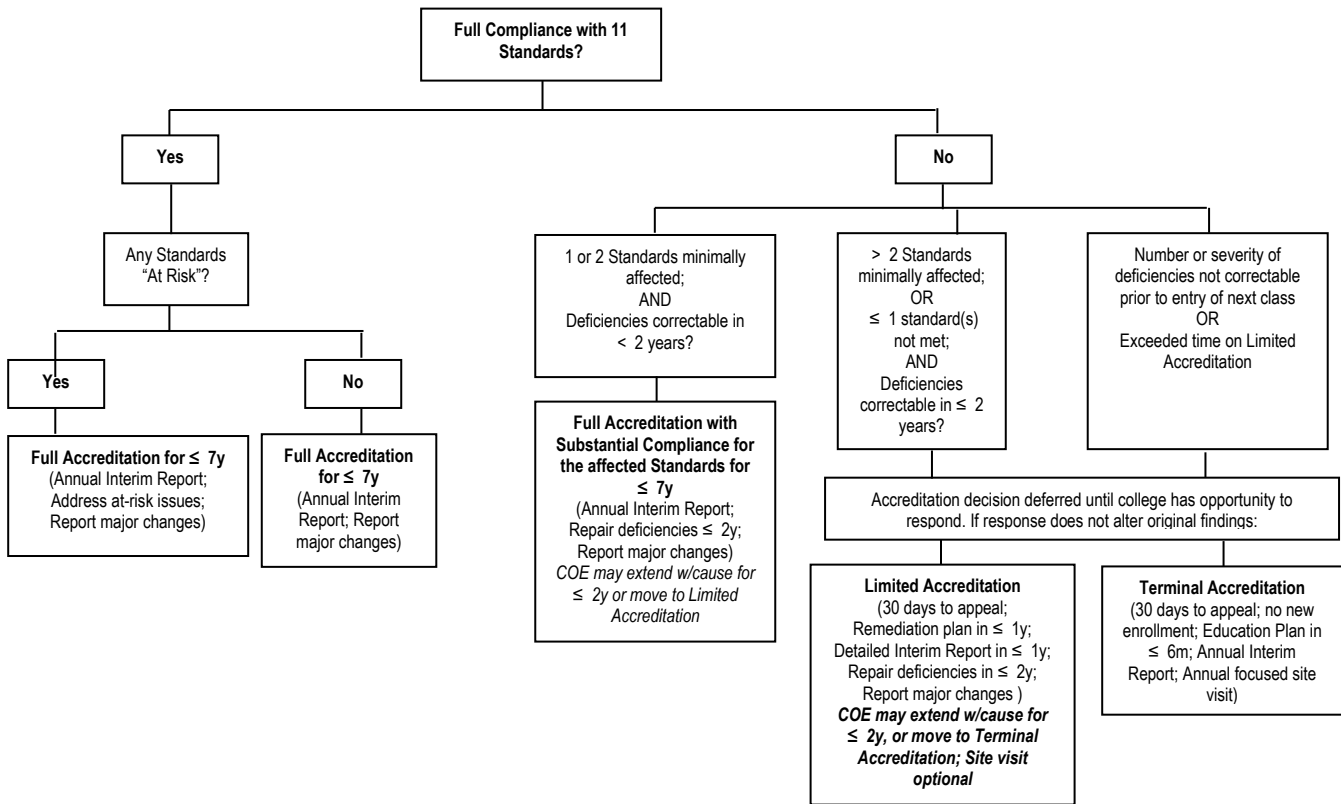 Full Compliance with 11
Standards?
Yes
No
Any Standards
“At Risk”?
1 or 2 Standards minimally
affected;
AND
Deficiencies correctable in
< 2 years?
> 2 Standards
minimally affected;
OR
≤ 1 standard(s)
not met;
AND
Deficiencies
correctable in ≤ 2
years?
Number or severity of
deficiencies not correctable
prior to entry of next class
OR
Exceeded time on Limited
Accreditation
Yes
No
Full Accreditation for ≤ 7y
(Annual Interim Report;
Address at-risk issues;
Report major changes)
Full Accreditation
for ≤ 7y
(Annual Interim
Report; Report
major changes)
Full Accreditation with
Substantial Compliance for
the affected Standards for
≤ 7y
(Annual Interim Report;
Repair deficiencies ≤ 2y;
Report major changes)
COE may extend w/cause for
≤ 2y or move to Limited
Accreditation
Accreditation decision deferred until college has opportunity to
respond. If response does not alter original findings:
Limited Accreditation
(30 days to appeal;
Remediation plan in ≤ 1y;
Detailed Interim Report in ≤ 1y;
Repair deficiencies in ≤ 2y;
Report major changes )
COE may extend w/cause for
≤ 2y, or move to Terminal
Accreditation; Site visit
optional
Terminal Accreditation
(30 days to appeal; no new
enrollment; Education Plan in
≤ 6m; Annual Interim
Report; Annual focused site
visit)